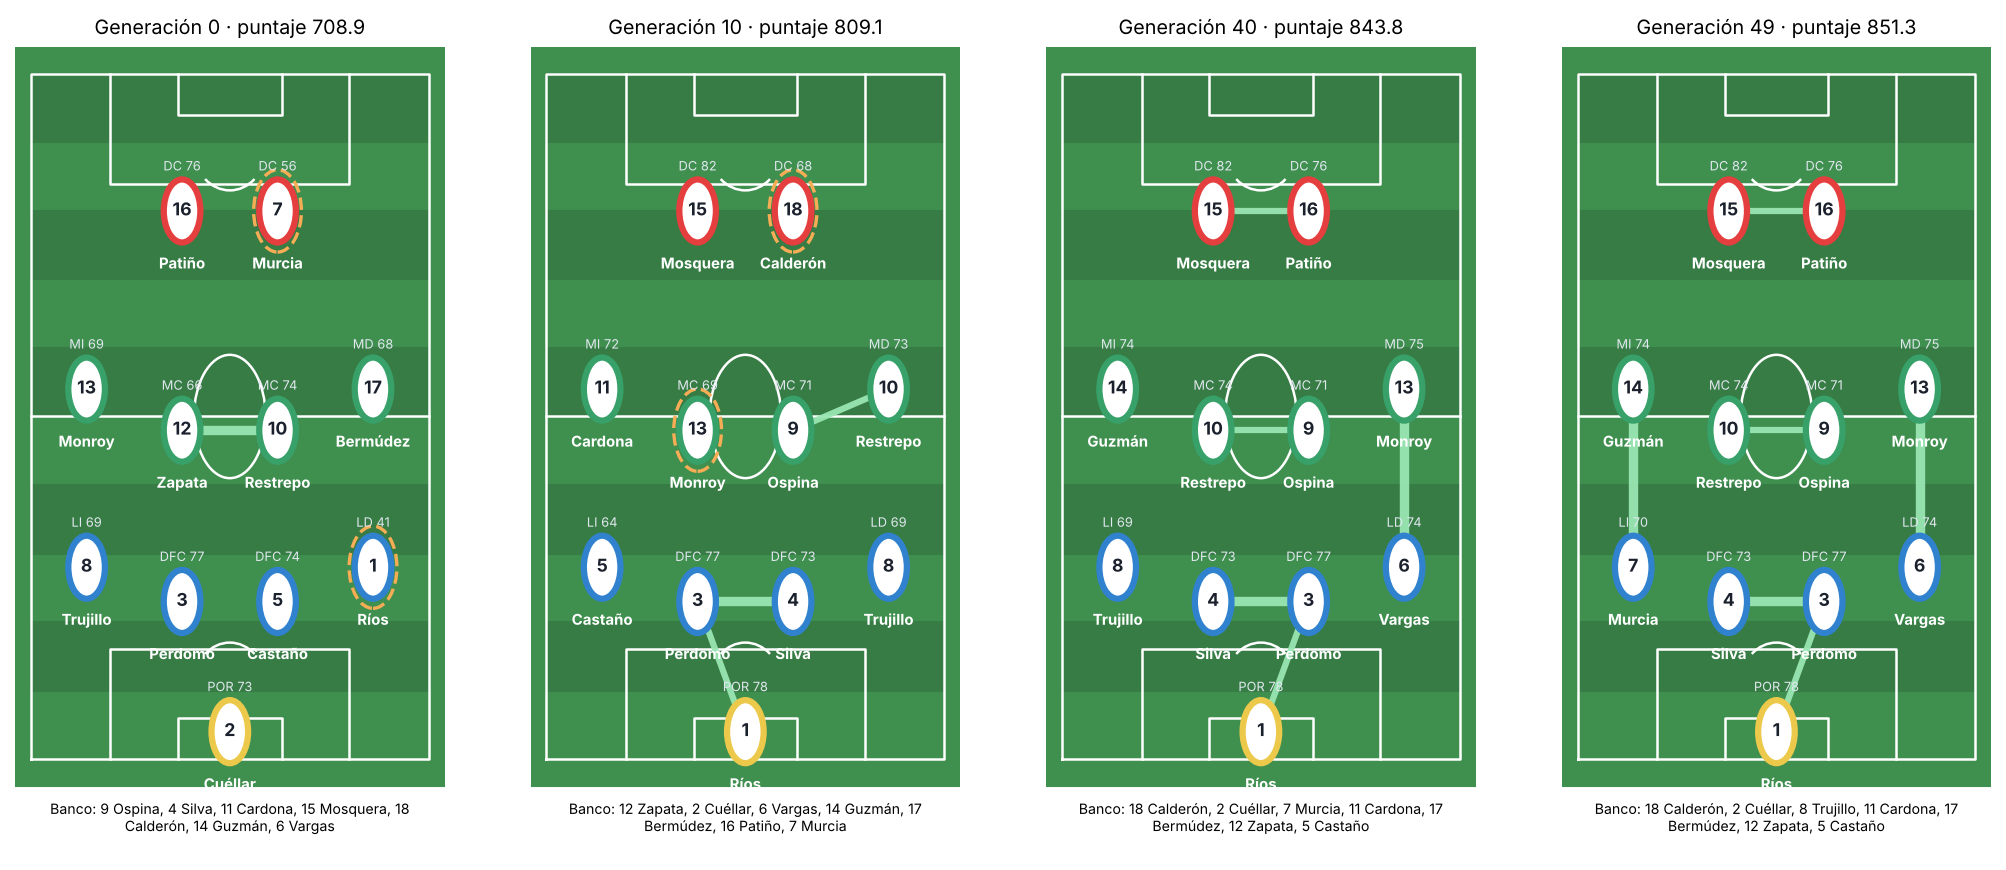 Generación 0 · puntaje 708.9
DC 76
DC 56
16
7
Patiño
Murcia
MI 69
MD 68
MC 66
MC 74
13
17
12
10
Monroy
Bermúdez
Zapata
Restrepo
LI 69
LD 41
DFC 77
DFC 74
8
1
3
5
Trujillo
Ríos
Perdomo
Castaño
POR 73
2
Cuéllar
Banco: 9 Ospina, 4 Silva, 11 Cardona, 15 Mosquera, 18
Calderón, 14 Guzmán, 6 Vargas
Generación 10 · puntaje 809.1
DC 82
DC 68
15
18
Mosquera
Calderón
MI 72
MD 73
MC 69
MC 71
11
10
13
9
Cardona
Restrepo
Monroy
Ospina
LI 64
LD 69
DFC 77
DFC 73
5
8
3
4
Castaño
Trujillo
Perdomo
Silva
POR 78
1
Ríos
Banco: 12 Zapata, 2 Cuéllar, 6 Vargas, 14 Guzmán, 17
Bermúdez, 16 Patiño, 7 Murcia
Generación 40 · puntaje 843.8
DC 82
DC 76
15
16
Mosquera
Patiño
MI 74
MD 75
MC 74
MC 71
14
13
10
9
Guzmán
Monroy
Restrepo
Ospina
LI 69
LD 74
DFC 73
DFC 77
8
6
4
3
Trujillo
Vargas
Silva
Perdomo
POR 78
1
Ríos
Banco: 18 Calderón, 2 Cuéllar, 7 Murcia, 11 Cardona, 17
Bermúdez, 12 Zapata, 5 Castaño
Generación 49 · puntaje 851.3
DC 82
DC 76
15
16
Mosquera
Patiño
MI 74
MD 75
MC 74
MC 71
14
13
10
9
Guzmán
Monroy
Restrepo
Ospina
LI 70
LD 74
DFC 73
DFC 77
7
6
4
3
Murcia
Vargas
Silva
Perdomo
POR 78
1
Ríos
Banco: 18 Calderón, 2 Cuéllar, 8 Trujillo, 11 Cardona, 17
Bermúdez, 12 Zapata, 5 Castaño